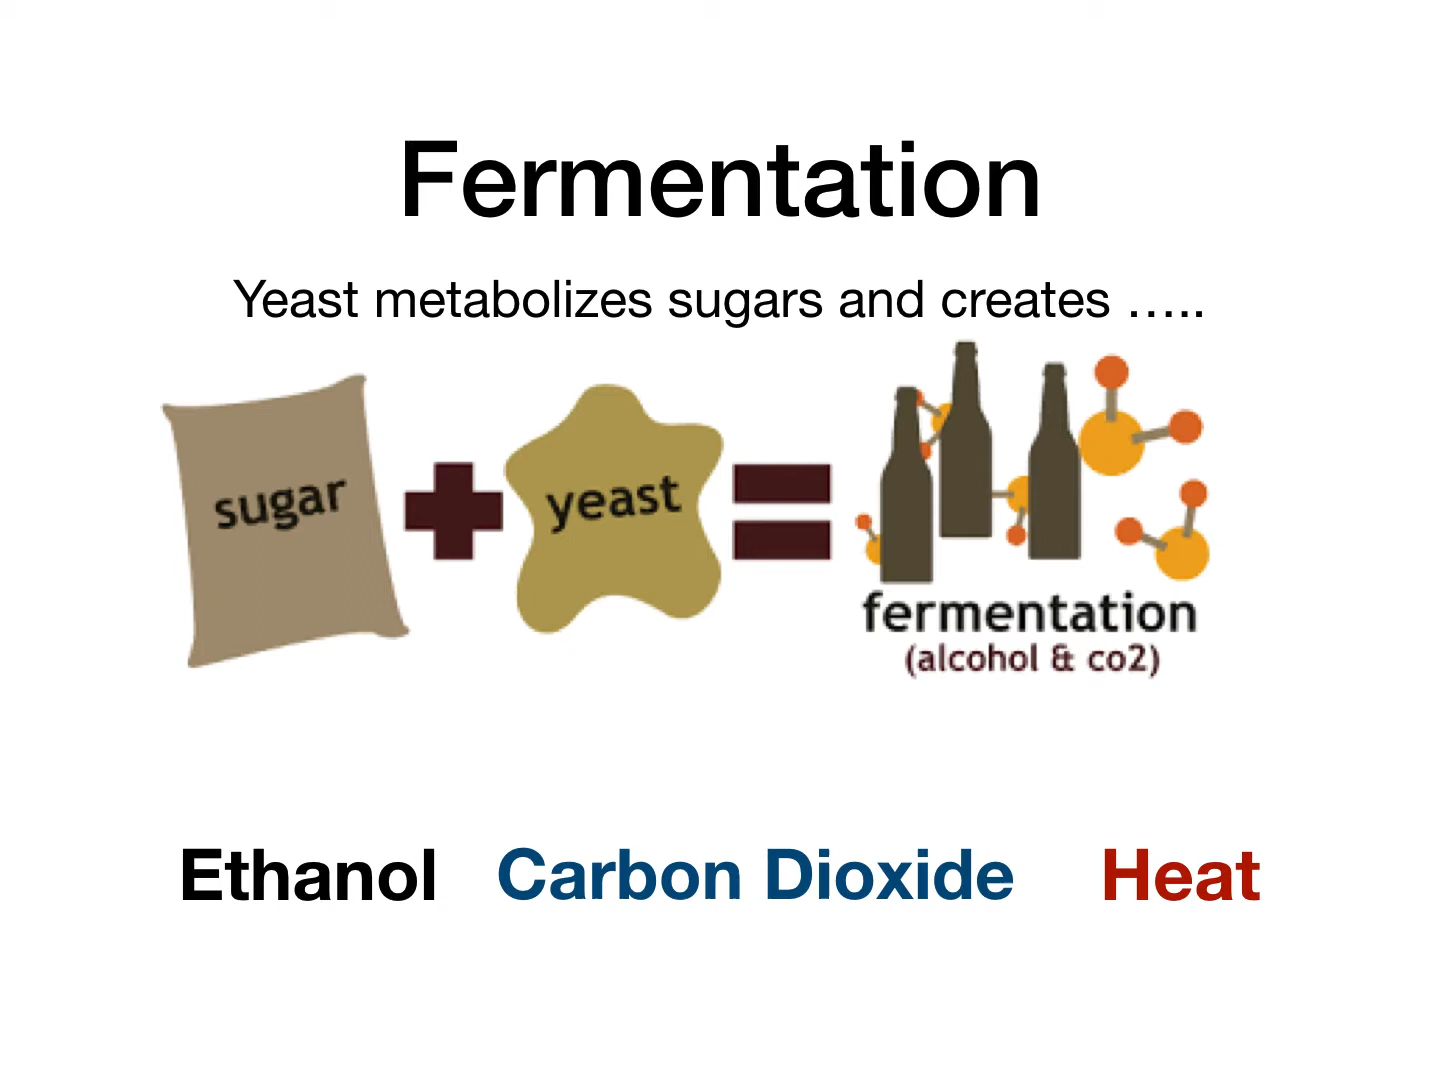 Fermentation
Yeast metabolizes sugars and creates .....
sugar
yeast
fermentation
(alcohol & co2)
Ethanol Carbon Dioxide Heat